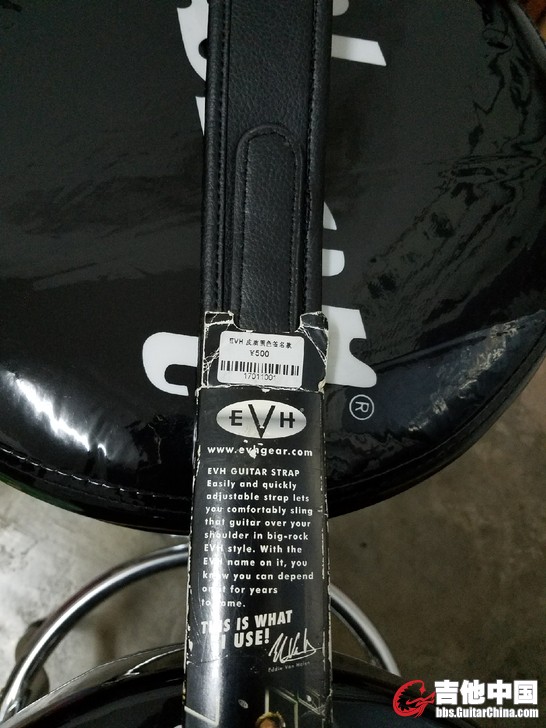 EVH 皮质黑色签名款
¥500
17011001
EVH
www.evhgear.com
EVH GUITAR STRAP
Easily and quickly
adjustable strap lets
you comfortably sling
that guitar over your
shoulder in big-rock
EVH style. With the
EVH name on it, you
know you can depend
on it for years
to come.
THIS IS WHAT
I USE!
Eddie Van Halen
®
吉他中国
bbs.GuitarChina.com